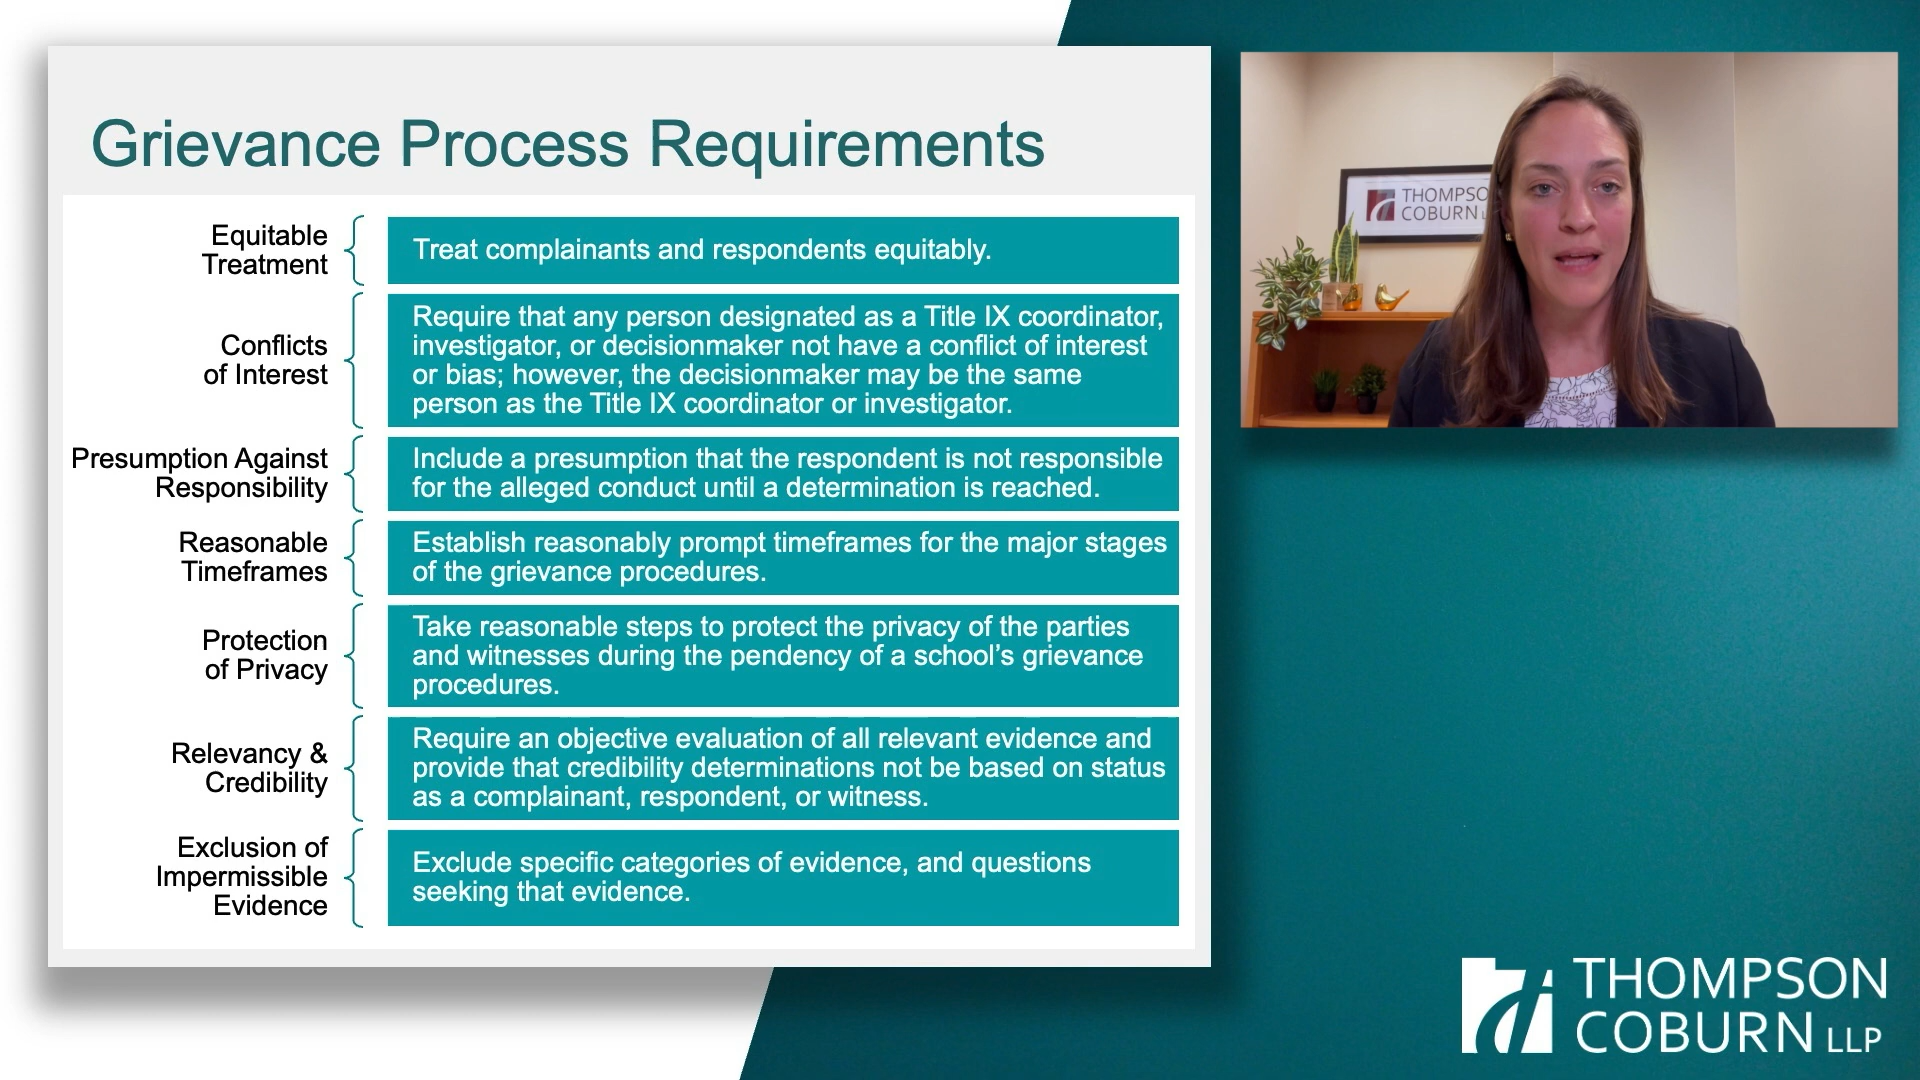 Grievance Process Requirements
Equitable
Treatment
Treat complainants and respondents equitably.
Conflicts
of Interest
Require that any person designated as a Title IX coordinator,
investigator, or decisionmaker not have a conflict of interest
or bias; however, the decisionmaker may be the same
person as the Title IX coordinator or investigator.
Presumption Against
Responsibility
Include a presumption that the respondent is not responsible
for the alleged conduct until a determination is reached.
Reasonable
Timeframes
Establish reasonably prompt timeframes for the major stages
of the grievance procedures.
Protection
of Privacy
Take reasonable steps to protect the privacy of the parties
and witnesses during the pendency of a school’s grievance
procedures.
Relevancy &
Credibility
Require an objective evaluation of all relevant evidence and
provide that credibility determinations not be based on status
as a complainant, respondent, or witness.
Exclusion of
Impermissible
Evidence
Exclude specific categories of evidence, and questions
seeking that evidence.
THOMPSO
COBURN
THOMPSON
COBURN LLP